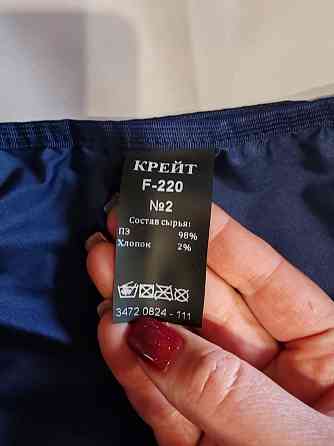 КРЕЙТ
F-220
№2
Состав сырья:
ПЭ 98%
Хлопок 2%
3472 0824 - 111